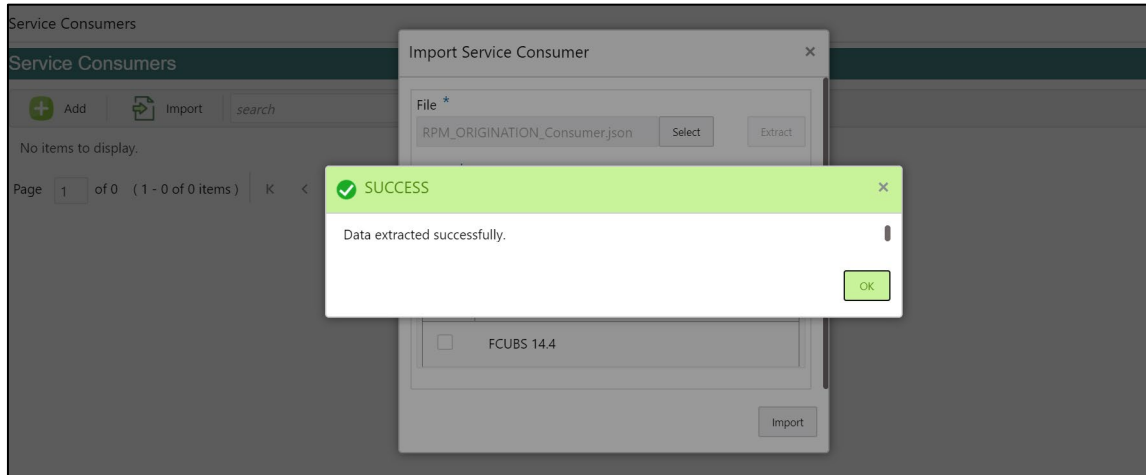 Service Consumers
Service Consumers
Add Import search
No items to display.
Page 1 of 0 ( 1 - 0 of 0 items ) K <
Import Service Consumer ×
File *
RPM_ORIGINATION_Consumer.json Select Extract
SUCCESS ×
Data extracted successfully.
OK
FCUBS 14.4
Import